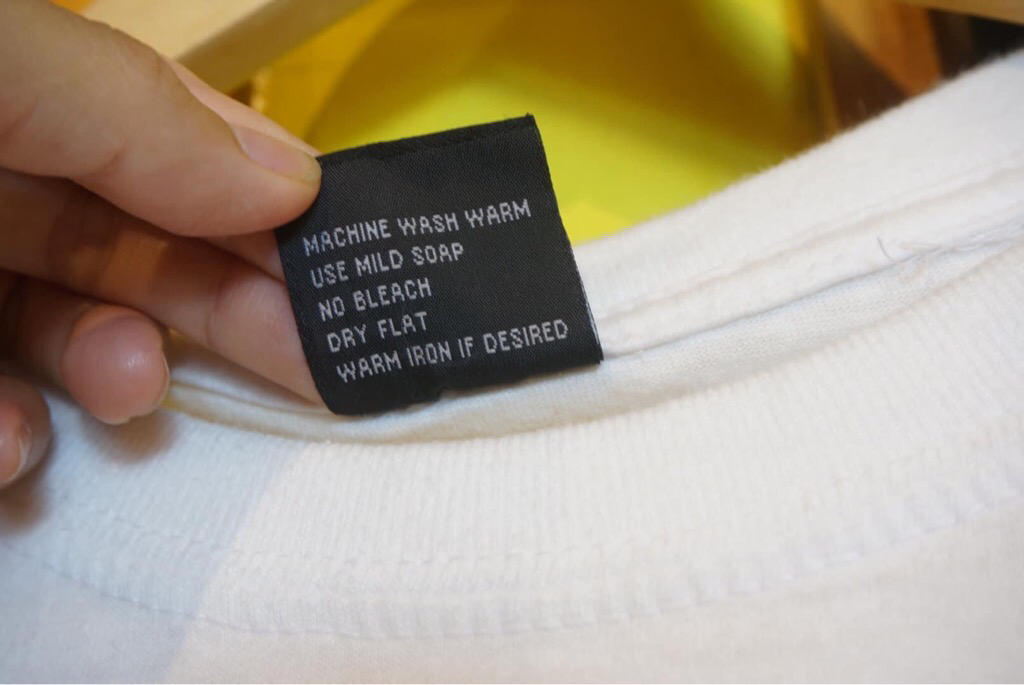 MACHINE WASH WARM
USE MILD SOAP
NO BLEACH
DRY FLAT
WARM IRON IF DESIRED